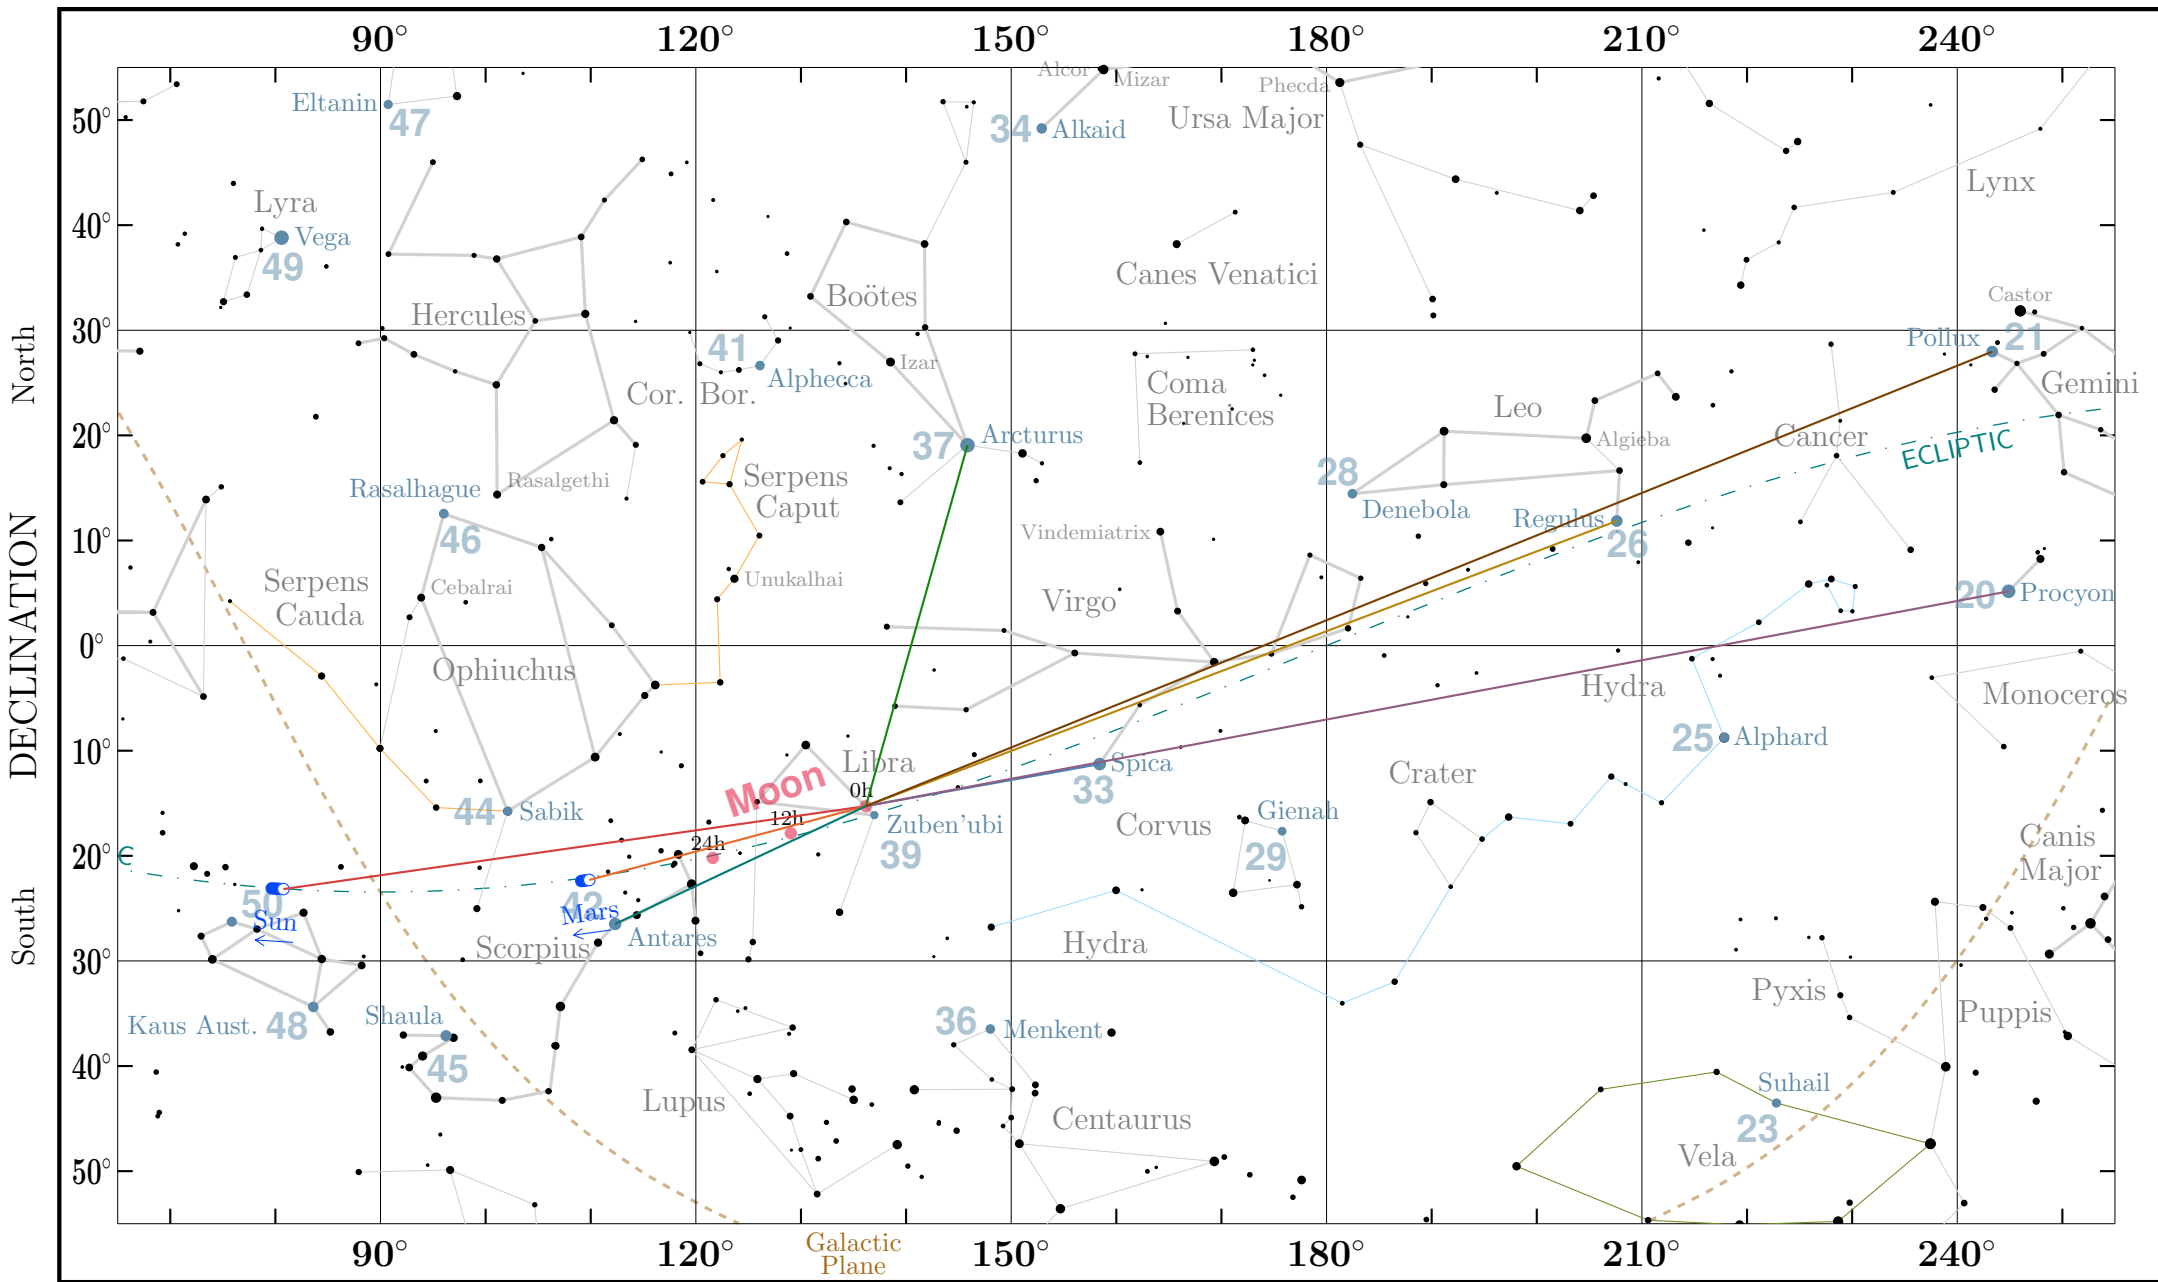 90° 120° 150° 180° 210° 240°
50°
40°
30°
20°
10°
0°
10°
20°
30°
40°
50°
North
DECLINATION
South
Eltanin
47
Alcor
Mizar
34 Alkaid
Ursa Major
Phecda
Lynx
Lyra
Vega
49
Hercules
Boötes
Canes Venatici
Castor
Pollux
21
Gemini
41
Alphecca
Cor. Bor.
Izar
Coma
Berenices
Leo
Algieba
Cancer
ECLIPTIC
37 Arcturus
Rasalhague
46
Rasalgethi
Serpens
Caput
28
Denebola
Regulus
26
Vindemiatrix
Serpens
Cauda
Cebalrai
Unukalhai
Virgo
20 Procyon
Ophiuchus
Hydra
Monoceros
25 Alphard
Libra
Moon
0h
12h
24h
Spica
33
Crater
44 Sabik
Zuben'ubi
39
Corvus
Gienah
29
Canis
Major
C
50
Sun
42
Mars
Antares
Scorpius
Hydra
Pyxis
Puppis
Kaus Aust. 48
Shaula
45
36 Menkent
Lupus
Centaurus
Suhail
23
Vela
90° 120° 150° 180° 210° 240°
Galactic
Plane